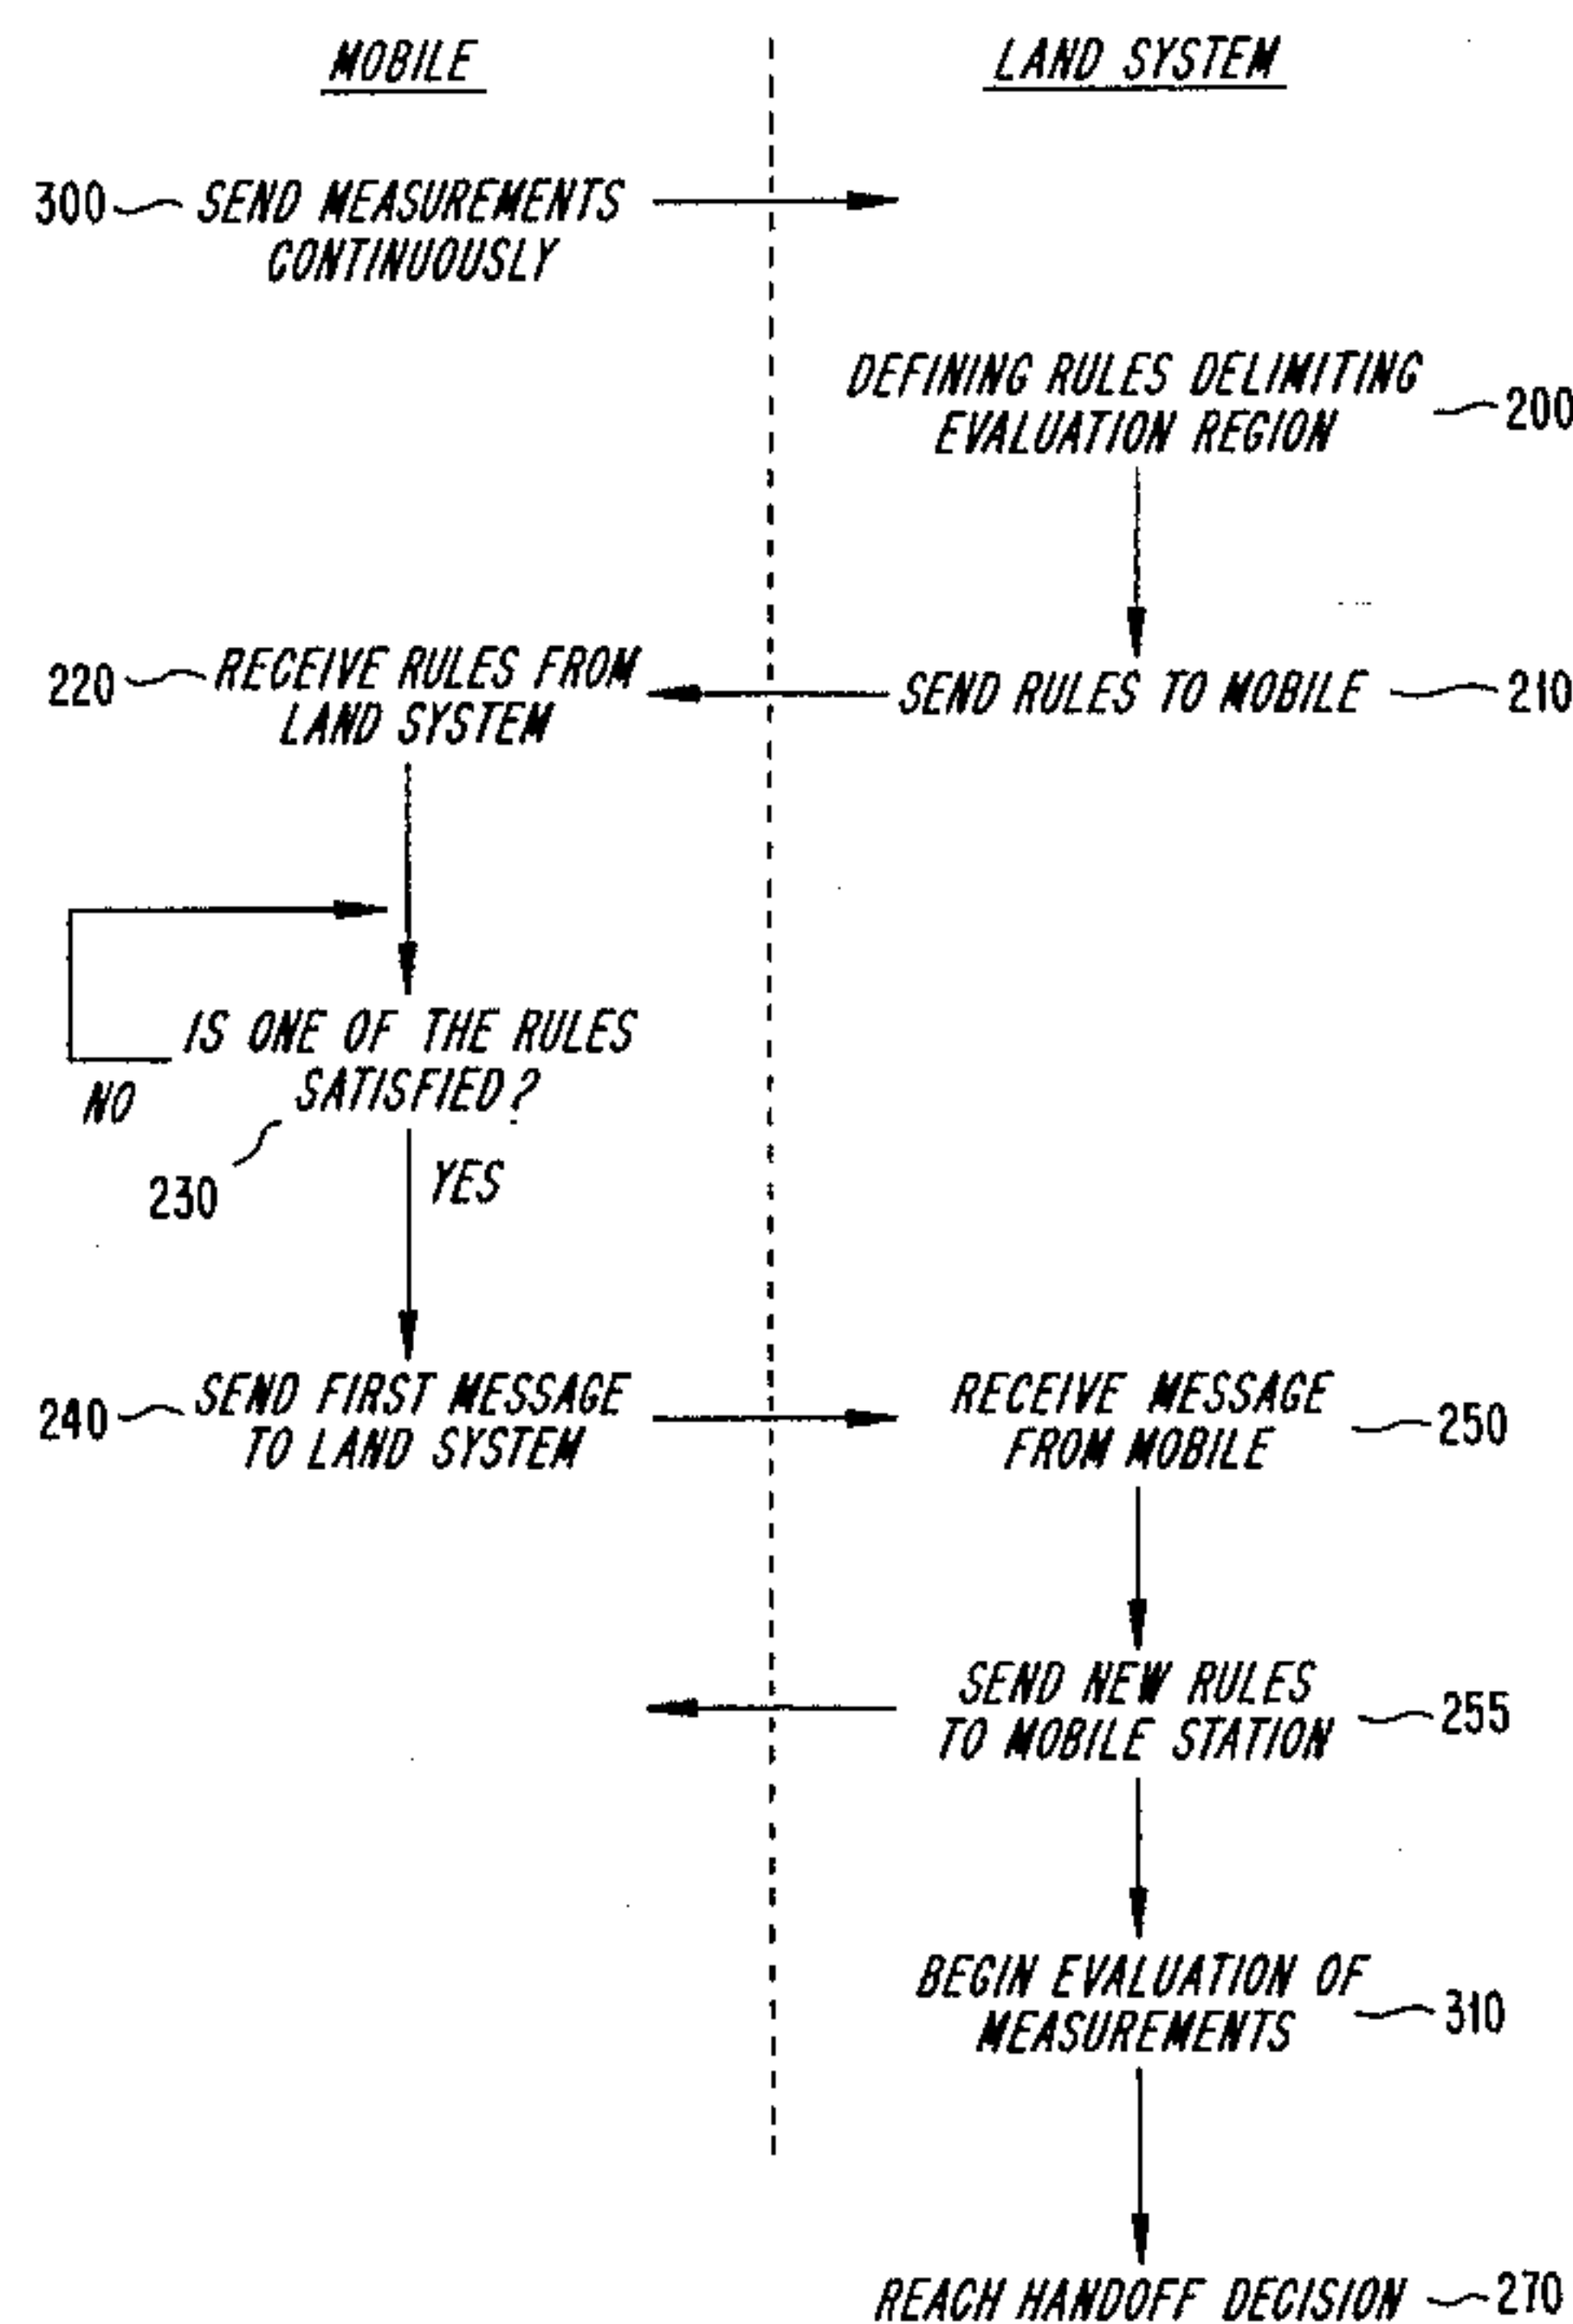 MOBILE
LAND SYSTEM
300 SEND MEASUREMENTS
CONTINUOUSLY
DEFINING RULES DELIMITING
EVALUATION REGION 200
220 RECEIVE RULES FROM
LAND SYSTEM
SEND RULES TO MOBILE 210
IS ONE OF THE RULES
SATISFIED?
NO
230
YES
240 SEND FIRST MESSAGE
TO LAND SYSTEM
RECEIVE MESSAGE
FROM MOBILE 250
SEND NEW RULES
TO MOBILE STATION 255
BEGIN EVALUATION OF
MEASUREMENTS 310
REACH HANDOFF DECISION 270